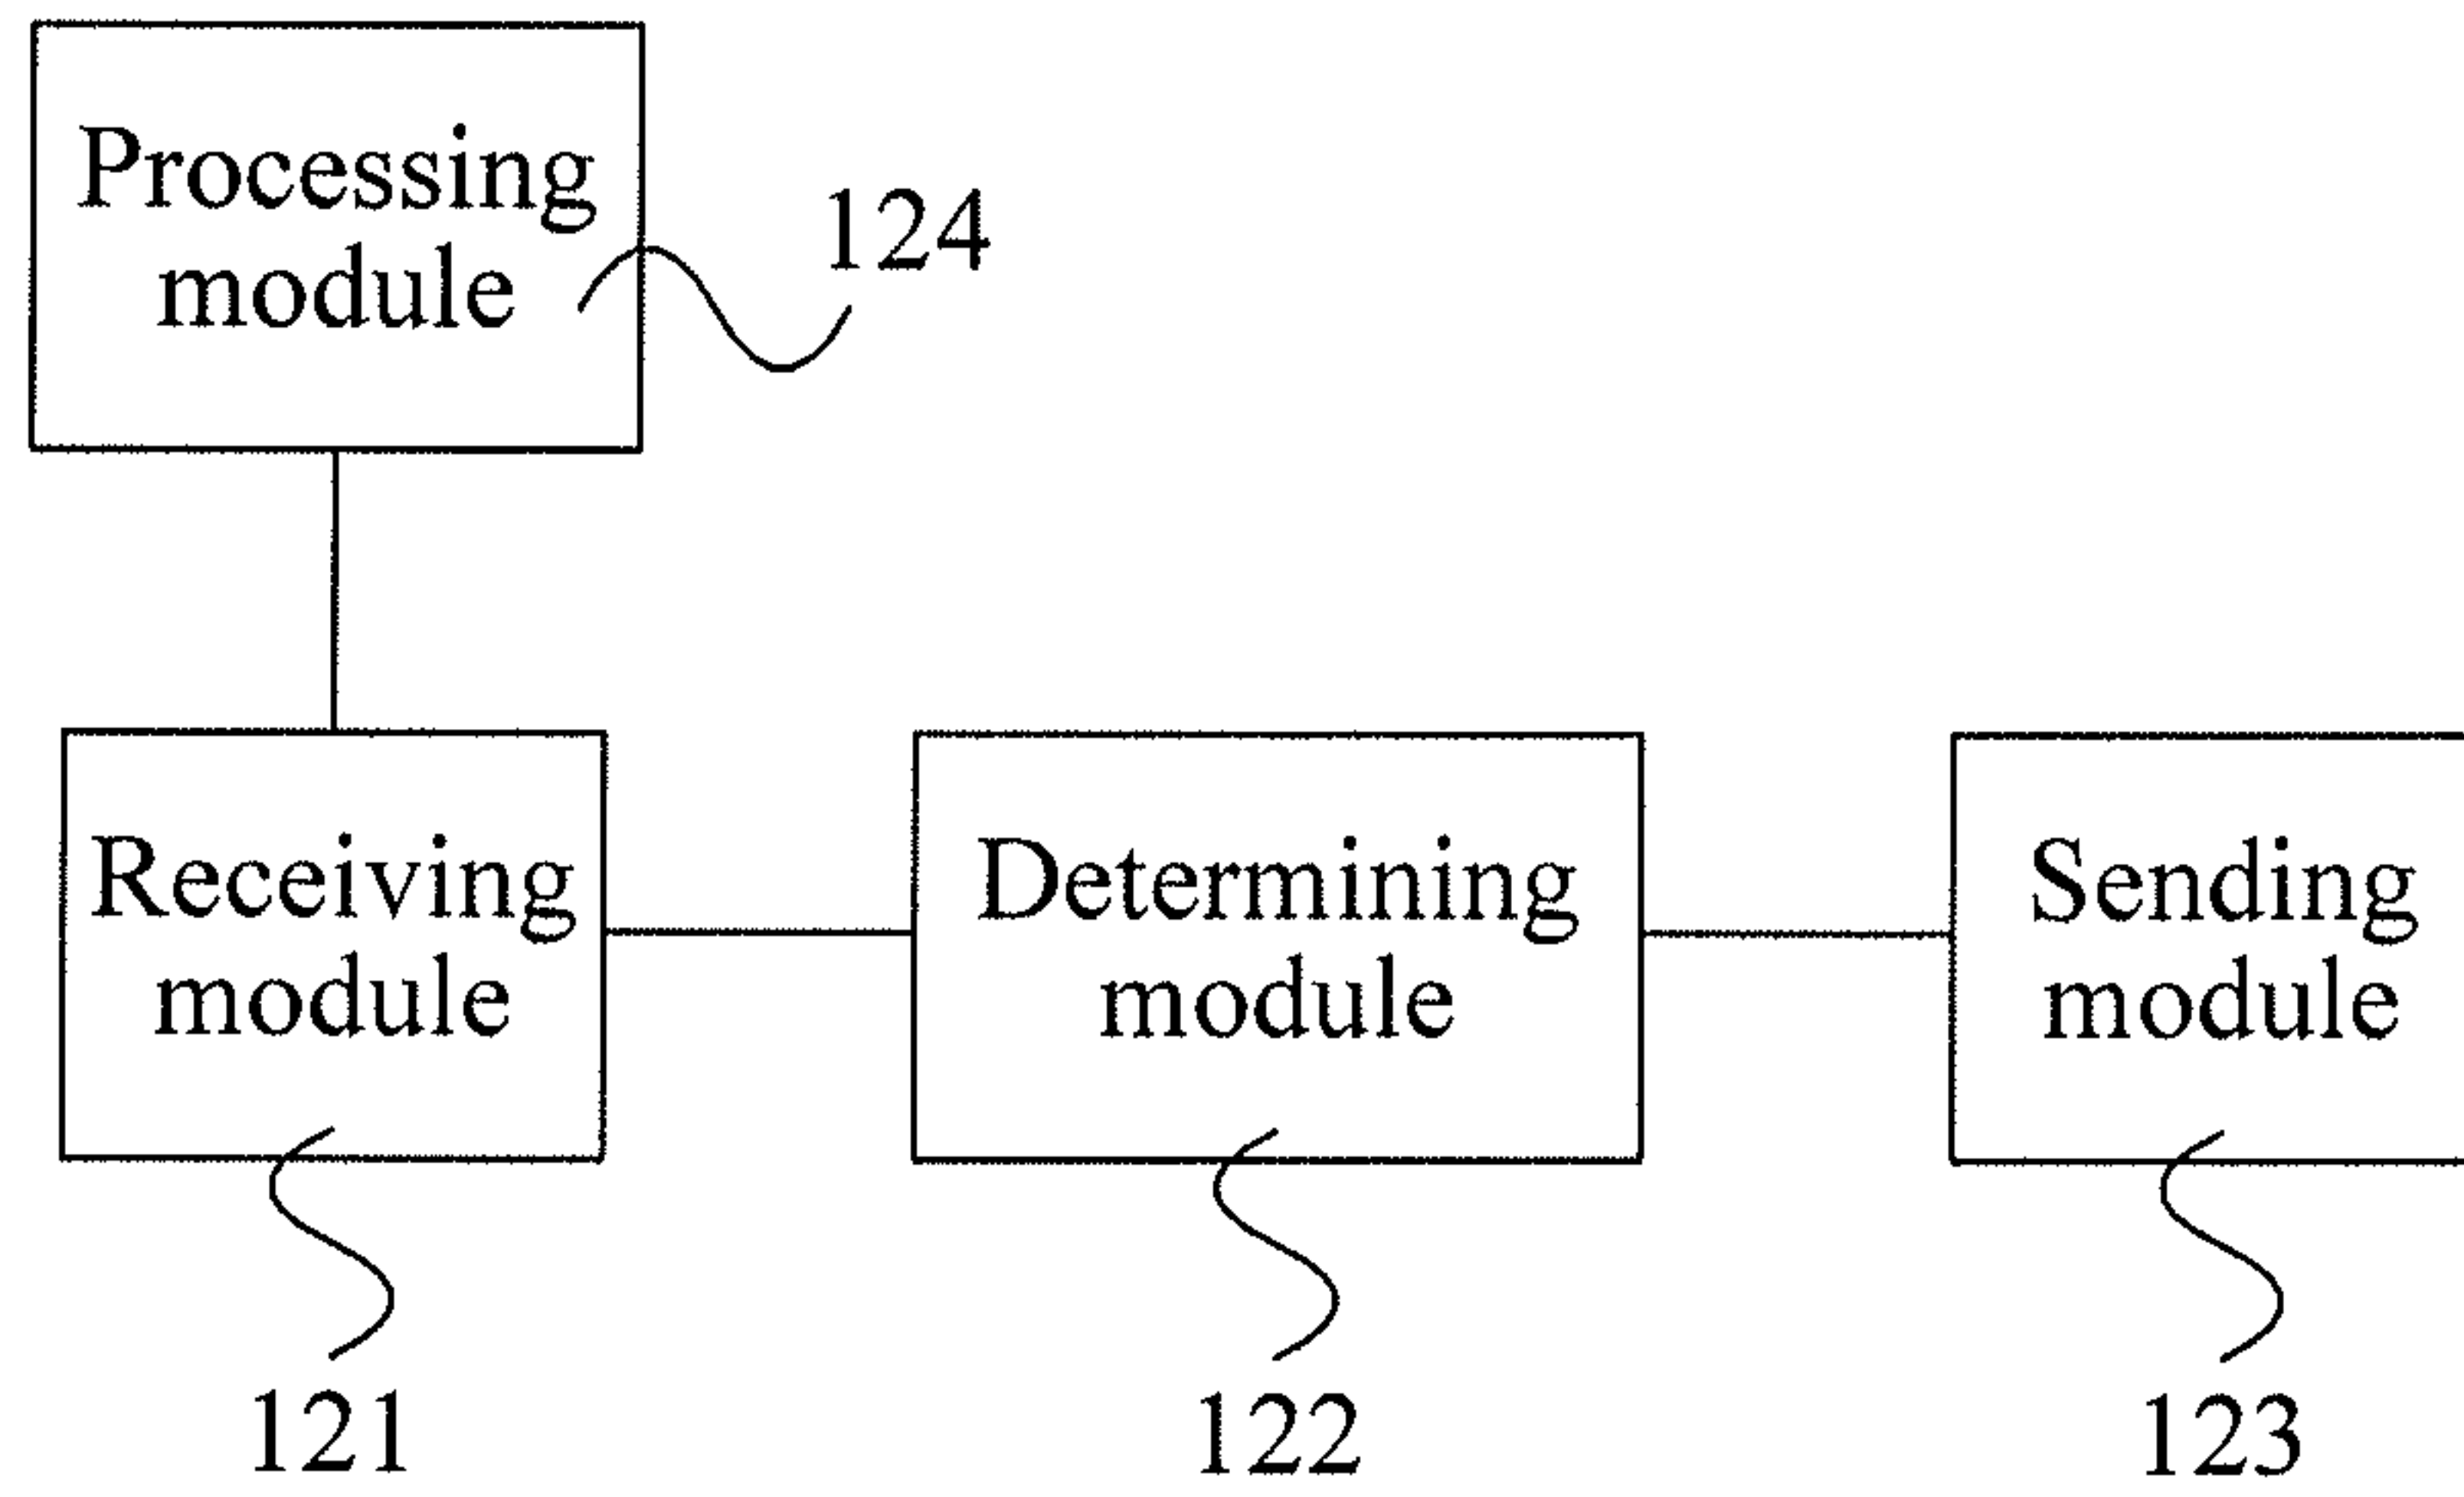 Processing
module
124
Receiving
module
Determining
module
Sending
module
121
122
123